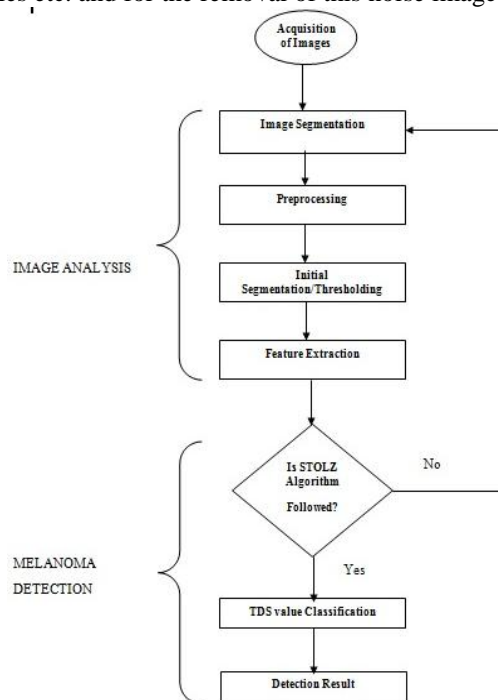 etc. and for the removal of this noise image
Acquisition
of Images
Image Segmentation
Preprocessing
IMAGE ANALYSIS
Initial
Segmentation/Thresholding
Feature Extraction
Is STOLZ
Algorithm
Followed?
No
Yes
MELANOMA
DETECTION
TDS value Classification
Detection Result